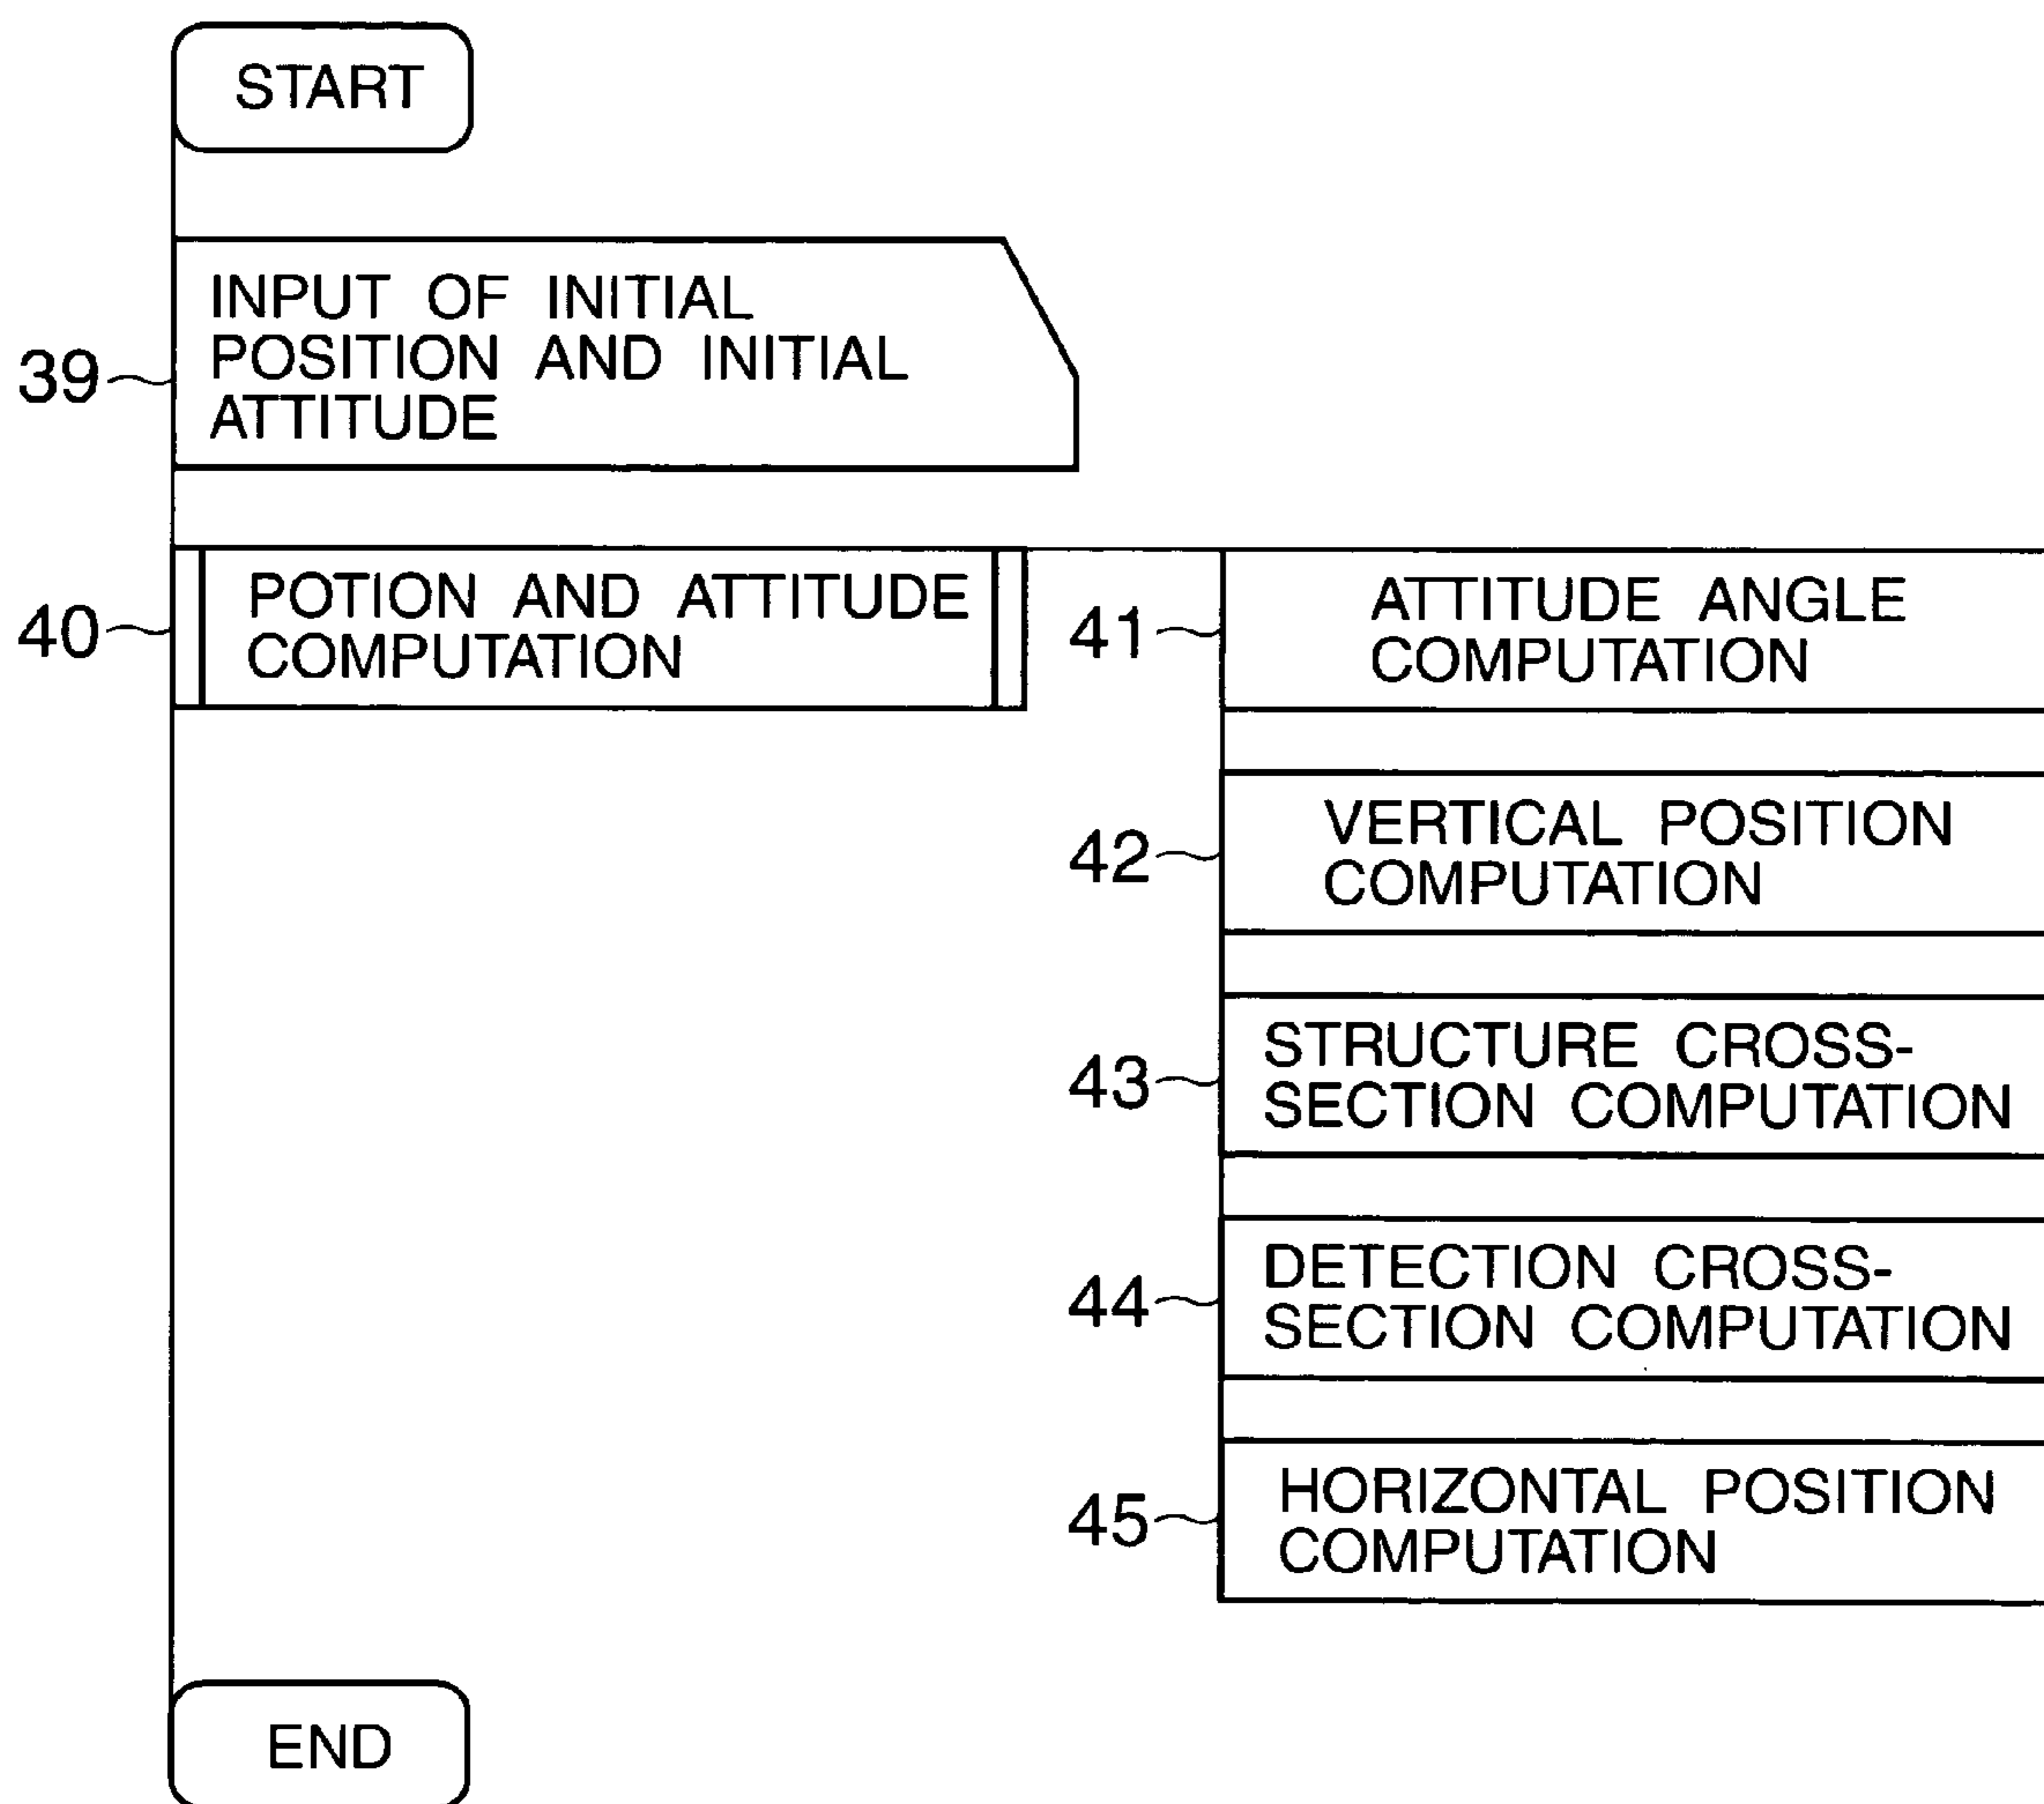 START
INPUT OF INITIAL
POSITION AND INITIAL
39
ATTITUDE
POTION AND ATTITUDE
COMPUTATION
40
41
ATTITUDE ANGLE
COMPUTATION
42
VERTICAL POSITION
COMPUTATION
43
STRUCTURE CROSS-
SECTION COMPUTATION
44
DETECTION CROSS-
SECTION COMPUTATION
45
HORIZONTAL POSITION
COMPUTATION
END